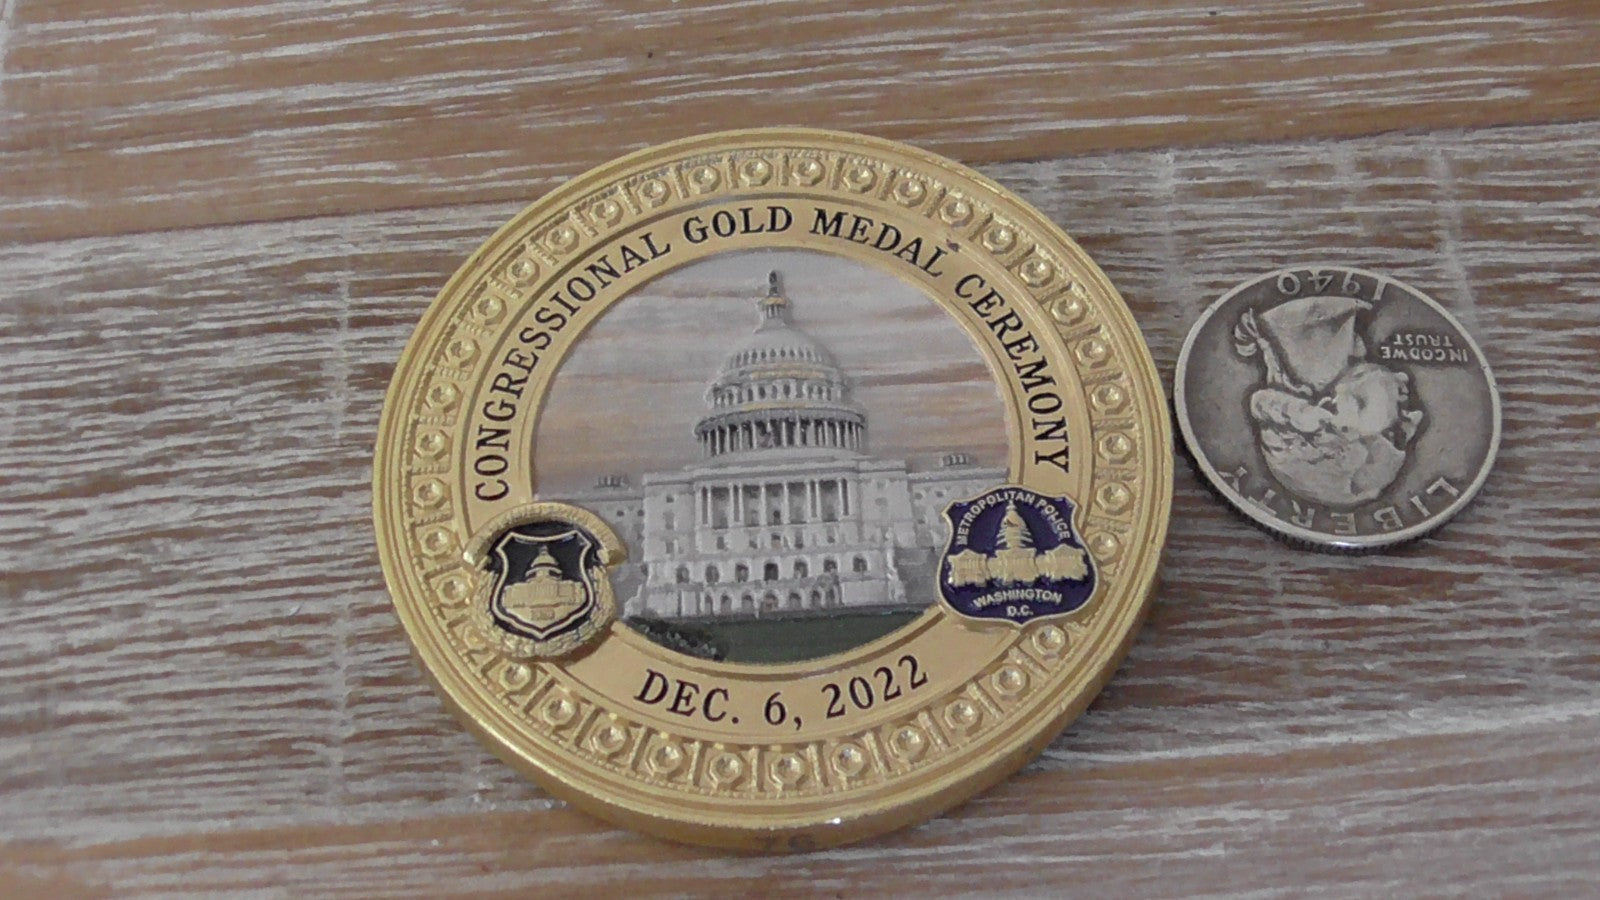 CONGRESSIONAL GOLD MEDAL CEREMONY
DEC. 6, 2022
METROPOLITAN POLICE
WASHINGTON
D.C.
LIBERTY
IN GOD WE
TRUST
1940